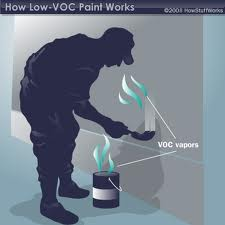 How Low-VOC Paint Works
©2008 HowStuffWorks
VOC vapors